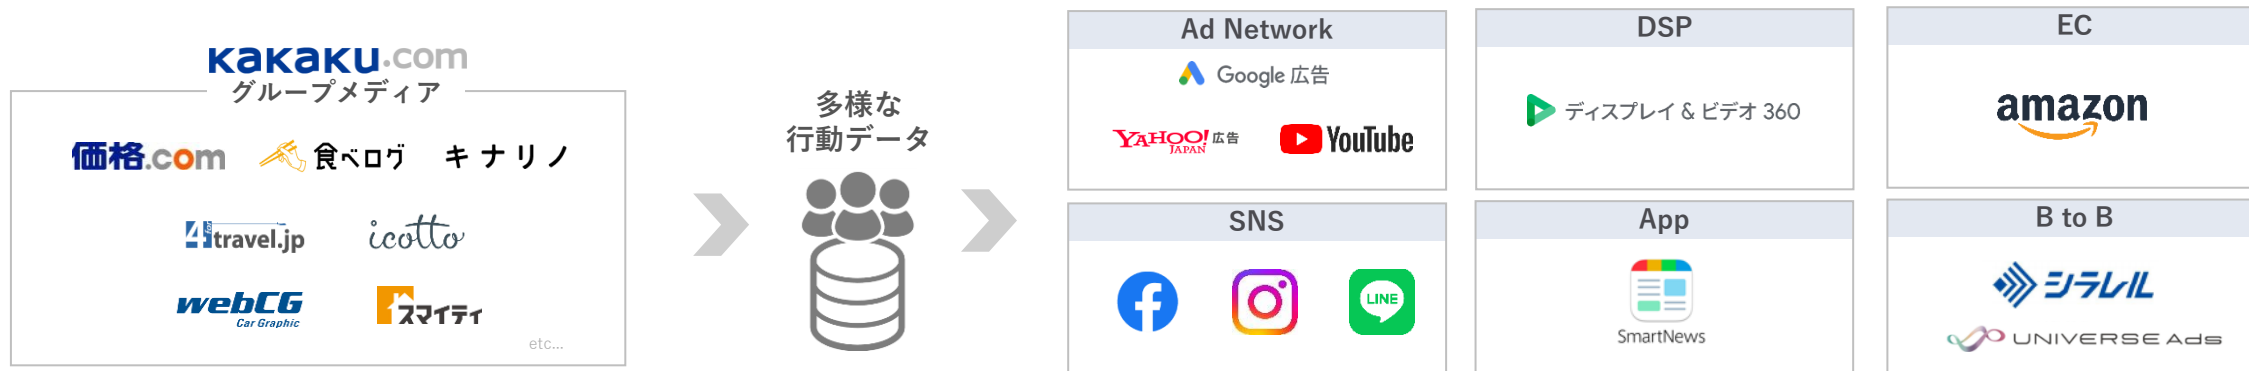 KaKaKU.com
グループメディア
価格.com 食べログ キナリノ
4travel.jp icotto
webCG
Car Graphic
スマイティ
etc...
多様な
行動データ
Ad Network
Google 広告
YAHOO! 広告
JAPAN
YouTube
DSP
ディスプレイ & ビデオ 360
EC
amazon
SNS
LINE
App
SmartNews
B to B
シラレル
UNIVERSE Ads